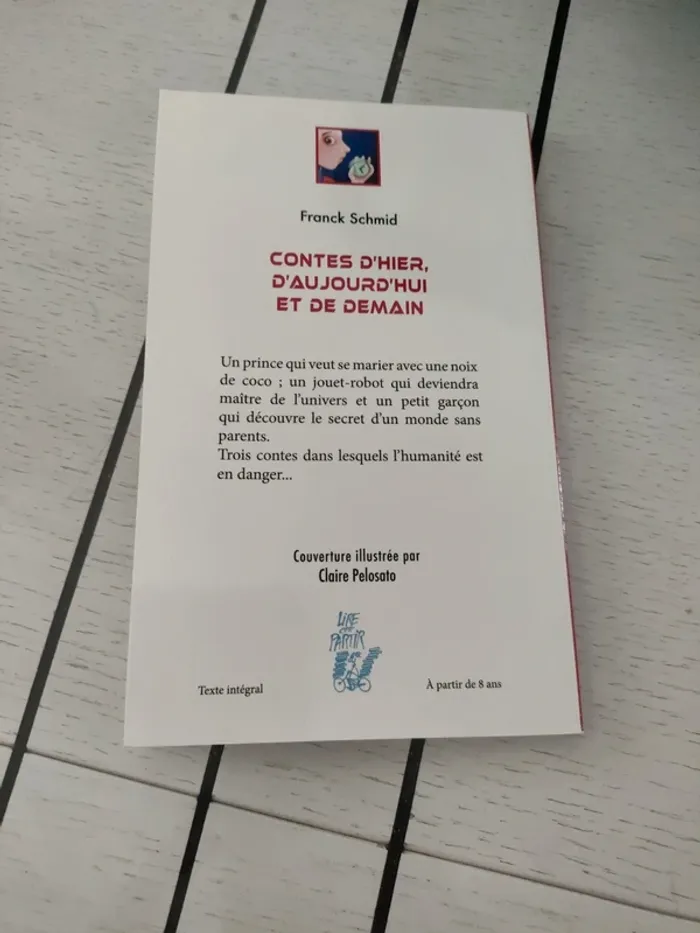 Franck Schmid
CONTES D'HIER,
D'AUJOURD'HUI
ET DE DEMAIN
Un prince qui veut se marier avec une noix
de coco ; un jouet-robot qui deviendra
maître de l'univers et un petit garçon
qui découvre le secret d'un monde sans
parents.
Trois contes dans lesquels l'humanité est
en danger...
Couverture illustrée par
Claire Pelosato
LIRE
C'EST
PARTIR
Texte intégral
À partir de 8 ans